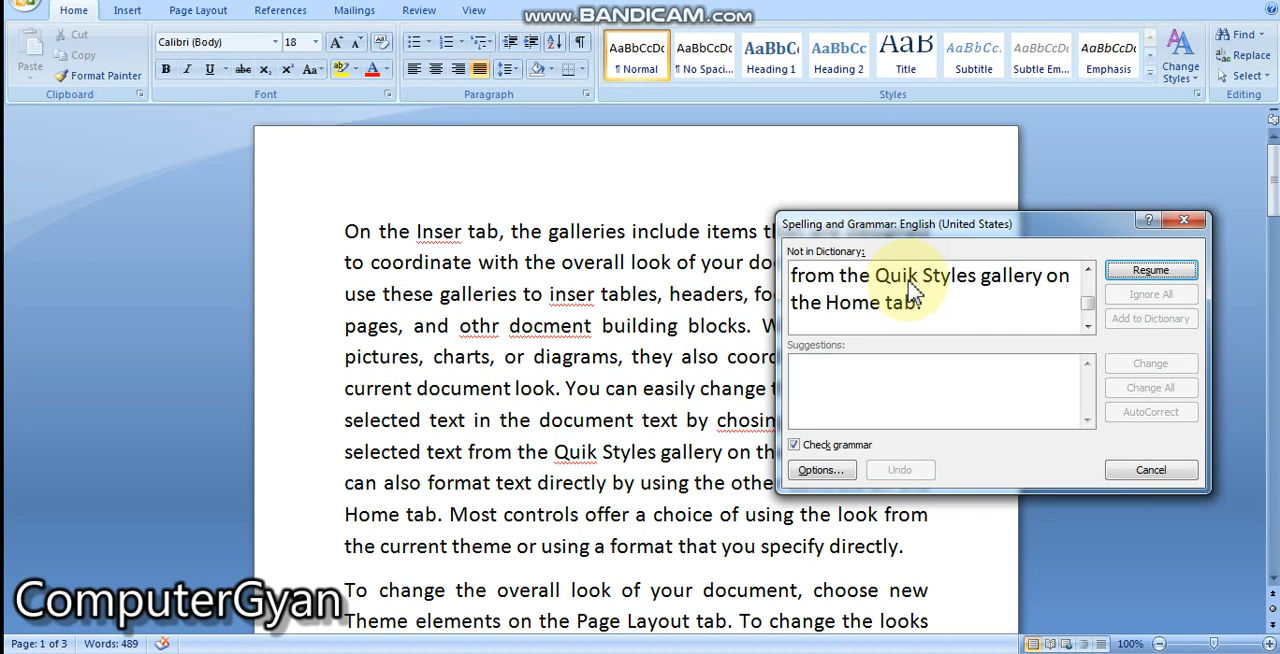 Home Insert Page Layout References Mailings Review View
www.BANDICAM.com
Cut
Copy
Paste
Format Painter
Calibri (Body) 18
B I U abc X₂ X² Aa
AaBbCcDc AaBbCcDc AaBbC AaBbCc AaB AaBbCc. AaBbCcDc AaBbCcDc
¶ Normal ¶ No Spaci... Heading 1 Heading 2 Title Subtitle Subtle Em... Emphasis
Change
Styles
Find
Replace
Select
Clipboard Font Paragraph Styles Editing
On the Inser tab, the galleries include items
to coordinate with the overall look of your
use these galleries to inser tables, headers,
pages, and othr docment building blocks.
pictures, charts, or diagrams, they also
current document look. You can easily change
selected text in the document text by chosin
selected text from the Quik Styles gallery on
can also format text directly by using the
Home tab. Most controls offer a choice of using the look from
the current theme or using a format that you specify directly.
To change the overall look of your document, choose new
Theme elements on the Page Layout tab. To change the looks
Spelling and Grammar: English (United States)
Not in Dictionary:
from the Quik Styles gallery on
the Home tab.
Resume
Ignore All
Add to Dictionary
Suggestions:
Change
Change All
AutoCorrect
Check grammar
Options... Undo Cancel
ComputerGyan
Page: 1 of 3 Words: 489 100%